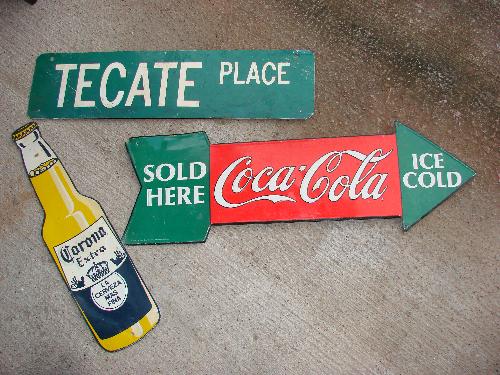 TECATE PLACE
SOLD HERE
Coca-Cola
ICE COLD
Corona
Extra
LA
CERVEZA
MAS
FINA